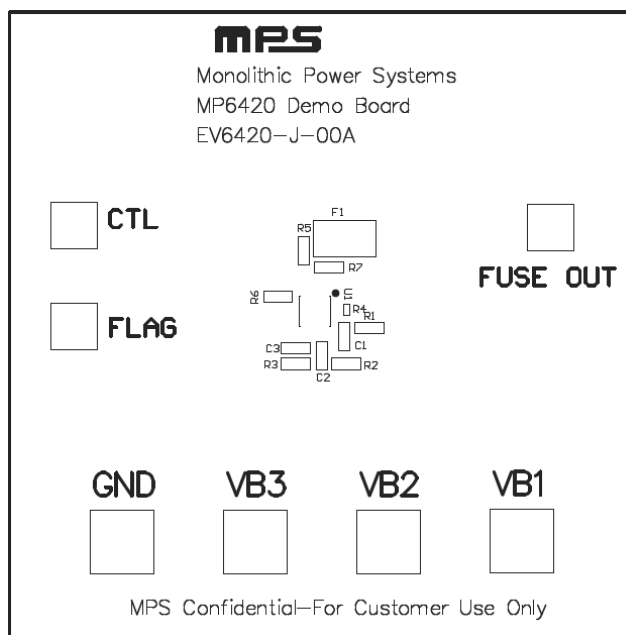 MPS
Monolithic Power Systems
MP6420 Demo Board
EV6420-J-00A
CTL
F1
R5
R7
FUSE OUT
FLAG
R6
U1
R4
R1
C3
C1
R3
C2
R2
GND
VB3
VB2
VB1
MPS Confidential-For Customer Use Only